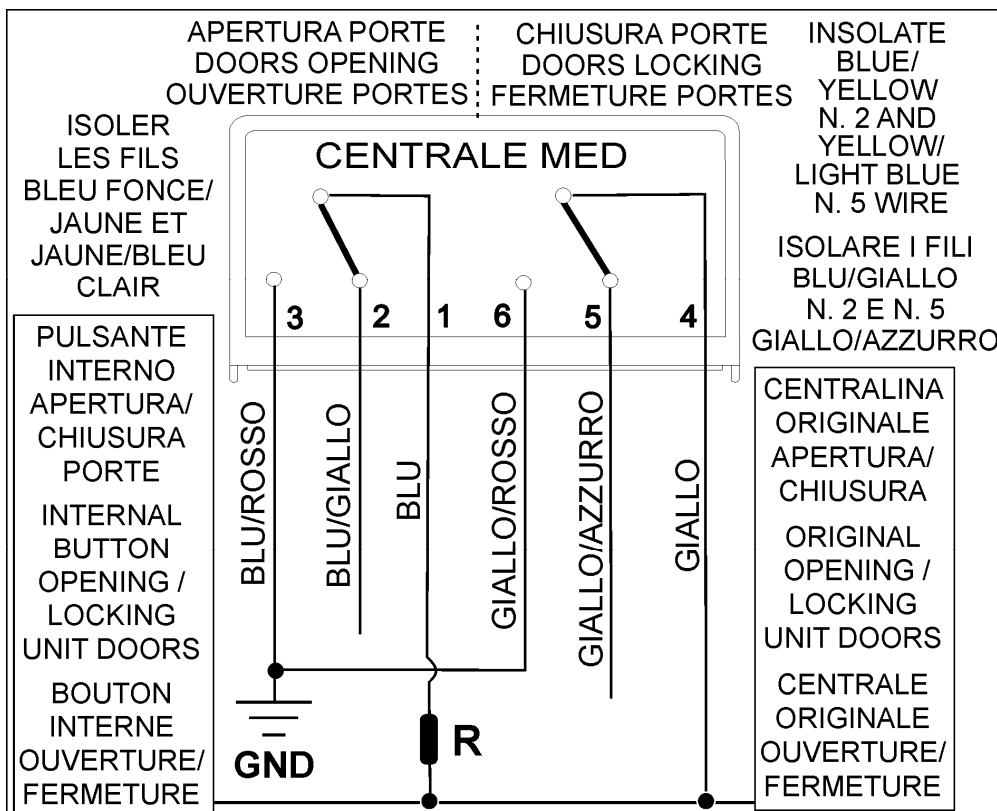 APERTURA PORTE
DOORS OPENING
OUVERTURE PORTES
CHIUSURA PORTE
DOORS LOCKING
FERMETURE PORTES
INSOLATE
BLUE/
YELLOW
N. 2 AND
YELLOW/
LIGHT BLUE
N. 5 WIRE
ISOLER
LES FILS
BLEU FONCE/
JAUNE ET
JAUNE/BLEU
CLAIR
CENTRALE MED
ISOLARE I FILI
BLU/GIALLO
N. 2 E N. 5
GIALLO/AZZURRO
3 2 1 6 5 4
PULSANTE
INTERNO
APERTURA/
CHIUSURA
PORTE
INTERNAL
BUTTON
OPENING /
LOCKING
UNIT DOORS
BOUTON
INTERNE
OUVERTURE/
FERMETURE
BLU/ROSSO
BLU/GIALLO
BLU
GIALLO/ROSSO
GIALLO/AZZURRO
GIALLO
GND
R
CENTRALINA
ORIGINALE
APERTURA/
CHIUSURA
ORIGINAL
OPENING /
LOCKING
UNIT DOORS
CENTRALE
ORIGINALE
OUVERTURE/
FERMETURE